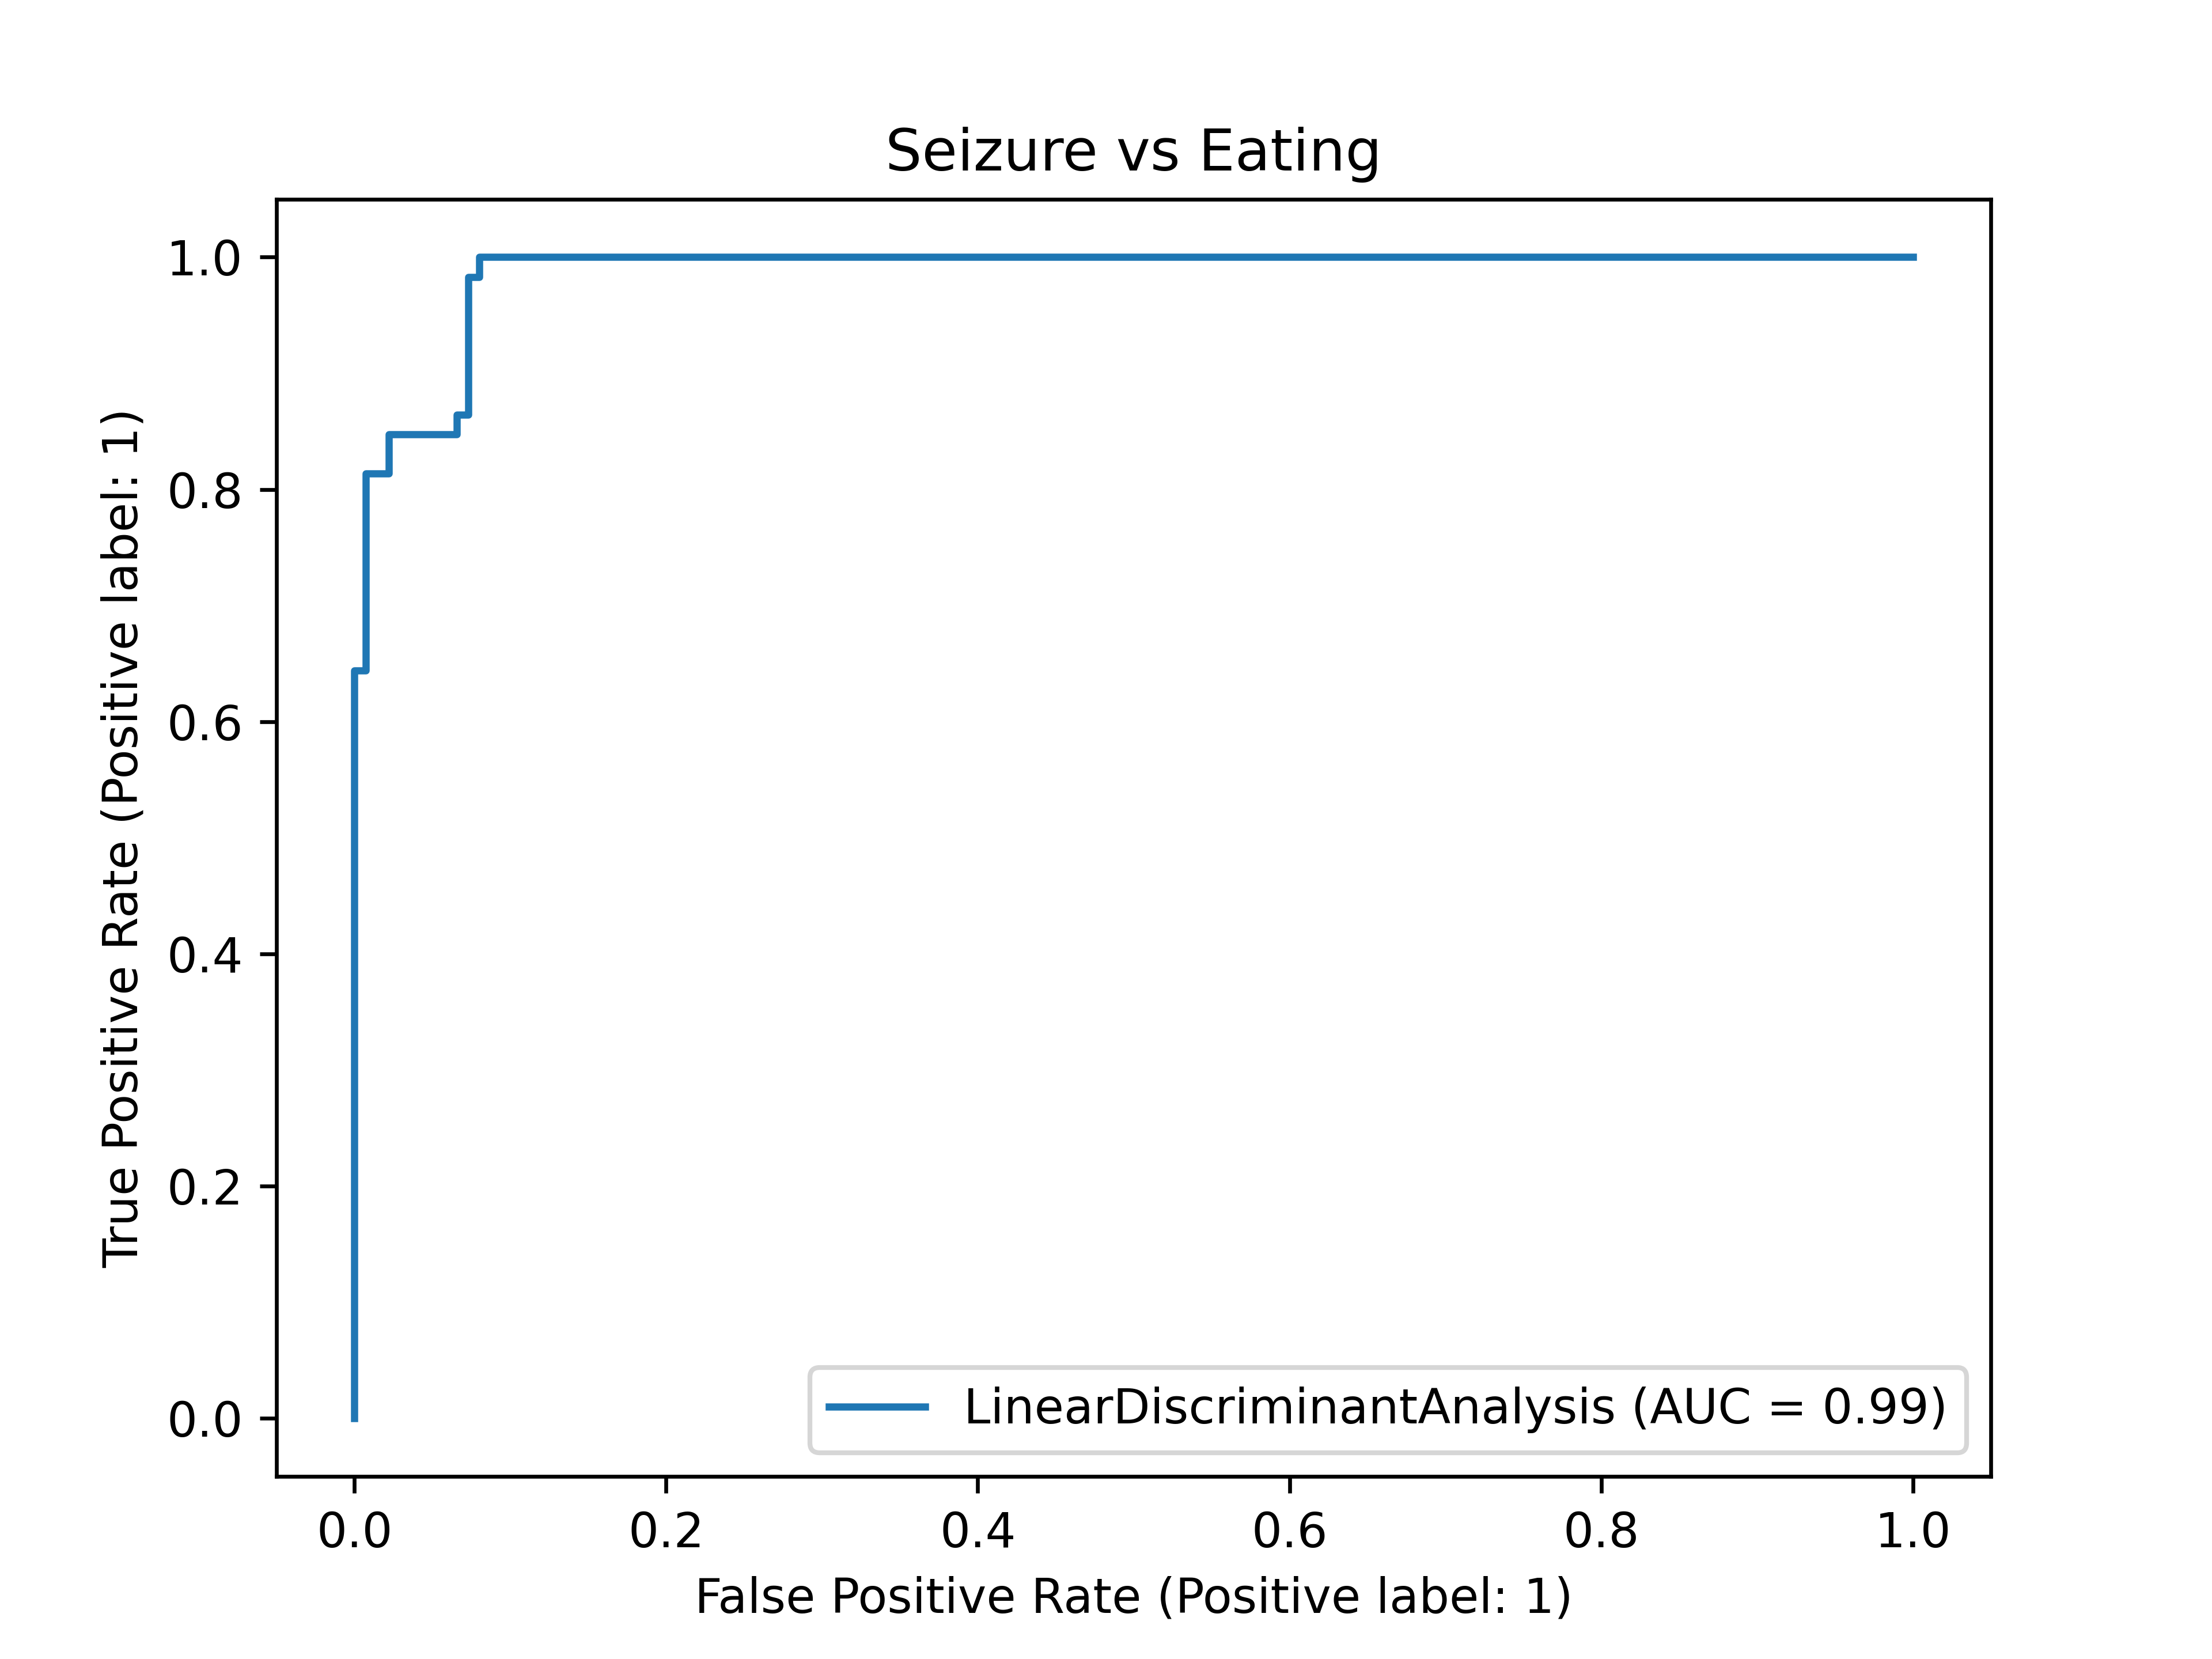 Seizure vs Eating
True Positive Rate (Positive label: 1)
1.0
0.8
0.6
0.4
0.2
0.0
LinearDiscriminantAnalysis (AUC = 0.99)
0.0 0.2 0.4 0.6 0.8 1.0
False Positive Rate (Positive label: 1)